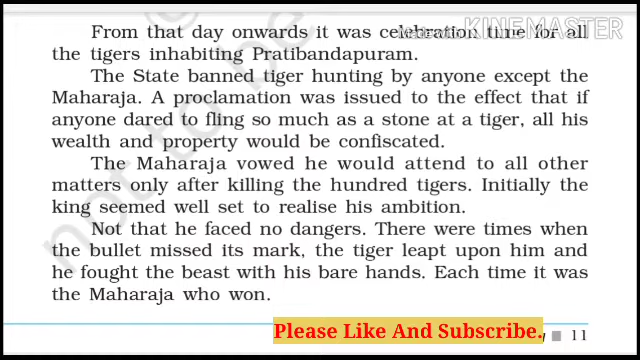 KINEMASTER
From that day onwards it was celebration time for all
the tigers inhabiting Pratibandapuram.
The State banned tiger hunting by anyone except the
Maharaja. A proclamation was issued to the effect that if
anyone dared to fling so much as a stone at a tiger, all his
wealth and property would be confiscated.
The Maharaja vowed he would attend to all other
matters only after killing the hundred tigers. Initially the
king seemed well set to realise his ambition.
Not that he faced no dangers. There were times when
the bullet missed its mark, the tiger leapt upon him and
he fought the beast with his bare hands. Each time it was
the Maharaja who won.
Please Like And Subscribe.
11
not to be